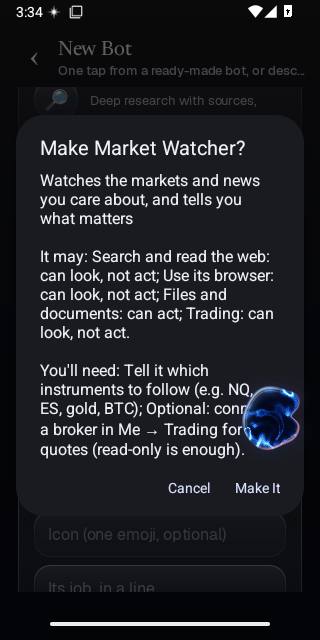 3:34
New Bot
One tap from a ready-made bot, or desc...
Deep research with sources,
Make Market Watcher?
Watches the markets and news
you care about, and tells you
what matters
It may: Search and read the web:
can look, not act; Use its browser:
can look, not act; Files and
documents: can act; Trading: can
look, not act.
You'll need: Tell it which
instruments to follow (e.g. NQ,
ES, gold, BTC); Optional: conn
a broker in Me → Trading for
quotes (read-only is enough).
Cancel Make It
Icon (one emoji, optional)
Its job, in a line